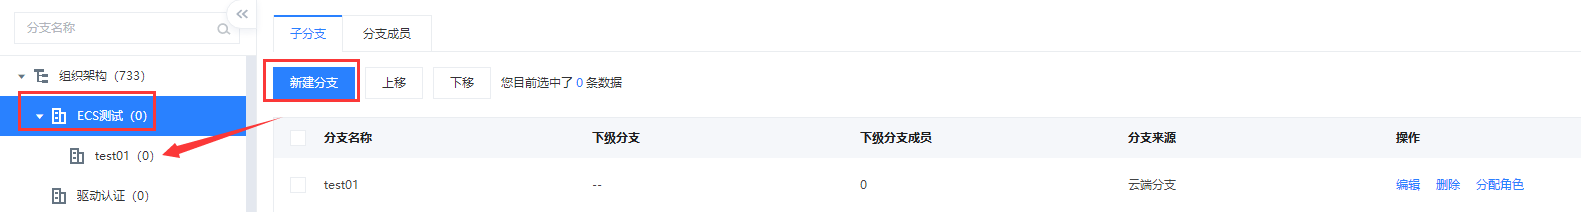 分支名称
组织架构（733）
ECS测试（0）
test01（0）
驱动认证（0）
子分支 分支成员
新建分支 上移 下移 您目前选中了 0 条数据
分支名称 下级分支 下级分支成员 分支来源 操作
test01 -- 0 云端分支 编辑 删除 分配角色